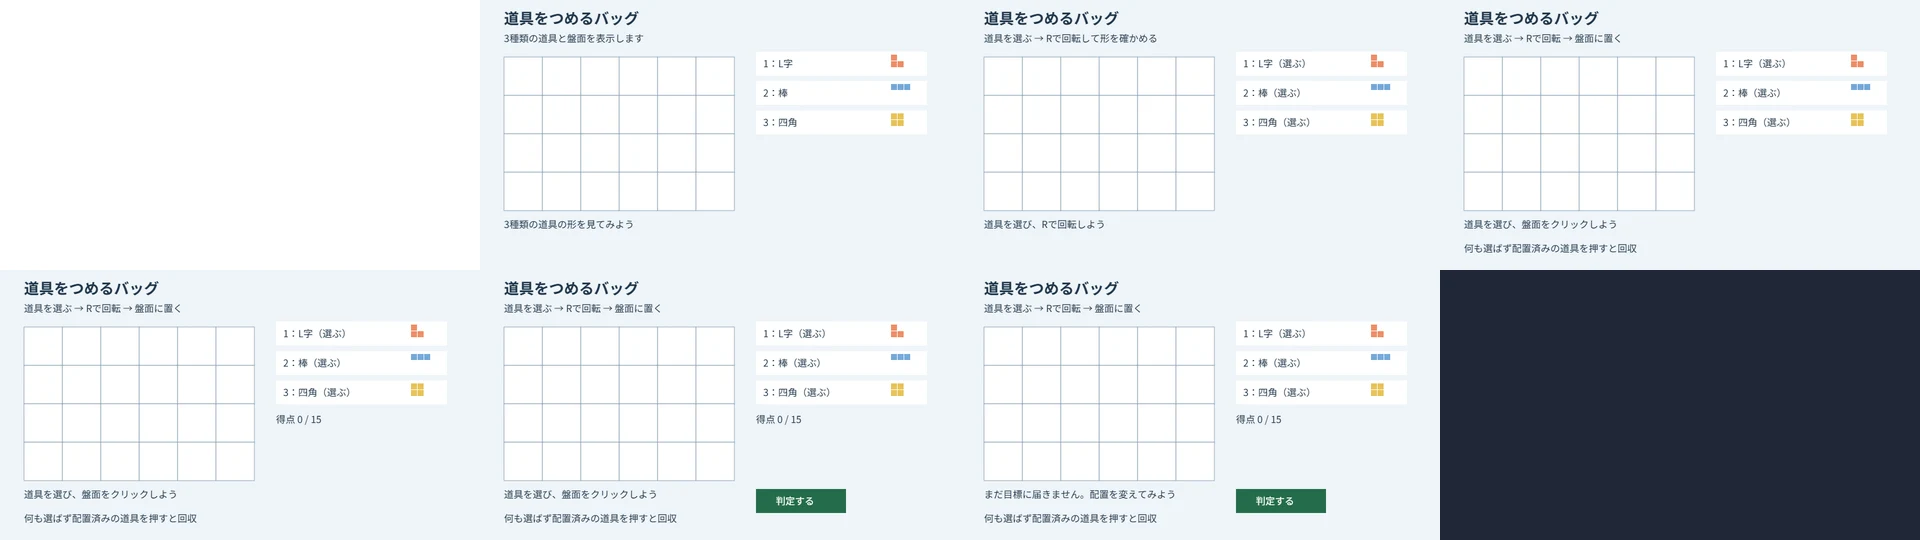 道具をつめるバッグ
3種類の道具と盤面を表示します
1：L字
2：棒
3：四角
3種類の道具の形を見てみよう
道具をつめるバッグ
道具を選ぶ → Rで回転して形を確かめる
1：L字（選ぶ）
2：棒（選ぶ）
3：四角（選ぶ）
道具を選び、Rで回転しよう
道具をつめるバッグ
道具を選ぶ → Rで回転 → 盤面に置く
1：L字（選ぶ）
2：棒（選ぶ）
3：四角（選ぶ）
道具を選び、盤面をクリックしよう
何も選ばず配置済みの道具を押すと回収
道具をつめるバッグ
道具を選ぶ → Rで回転 → 盤面に置く
1：L字（選ぶ）
2：棒（選ぶ）
3：四角（選ぶ）
得点 0 / 15
道具を選び、盤面をクリックしよう
何も選ばず配置済みの道具を押すと回収
道具をつめるバッグ
道具を選ぶ → Rで回転 → 盤面に置く
1：L字（選ぶ）
2：棒（選ぶ）
3：四角（選ぶ）
得点 0 / 15
道具を選び、盤面をクリックしよう
判定する
何も選ばず配置済みの道具を押すと回収
道具をつめるバッグ
道具を選ぶ → Rで回転 → 盤面に置く
1：L字（選ぶ）
2：棒（選ぶ）
3：四角（選ぶ）
得点 0 / 15
まだ目標に届きません。配置を変えてみよう
判定する
何も選ばず配置済みの道具を押すと回収